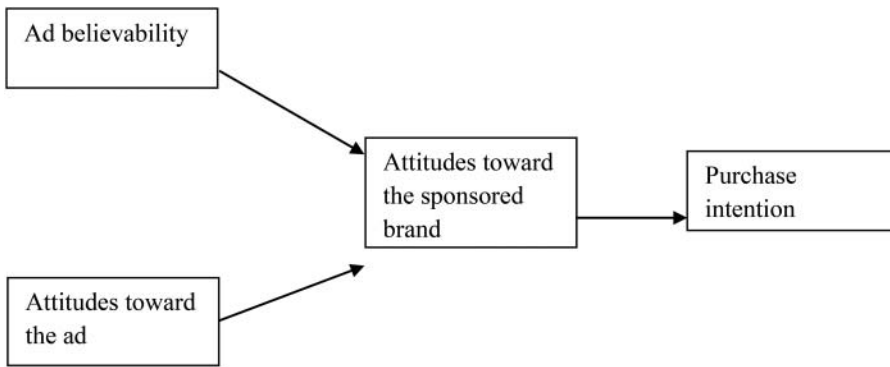 Ad believability
Attitudes toward
the sponsored
brand
Purchase
intention
Attitudes toward
the ad